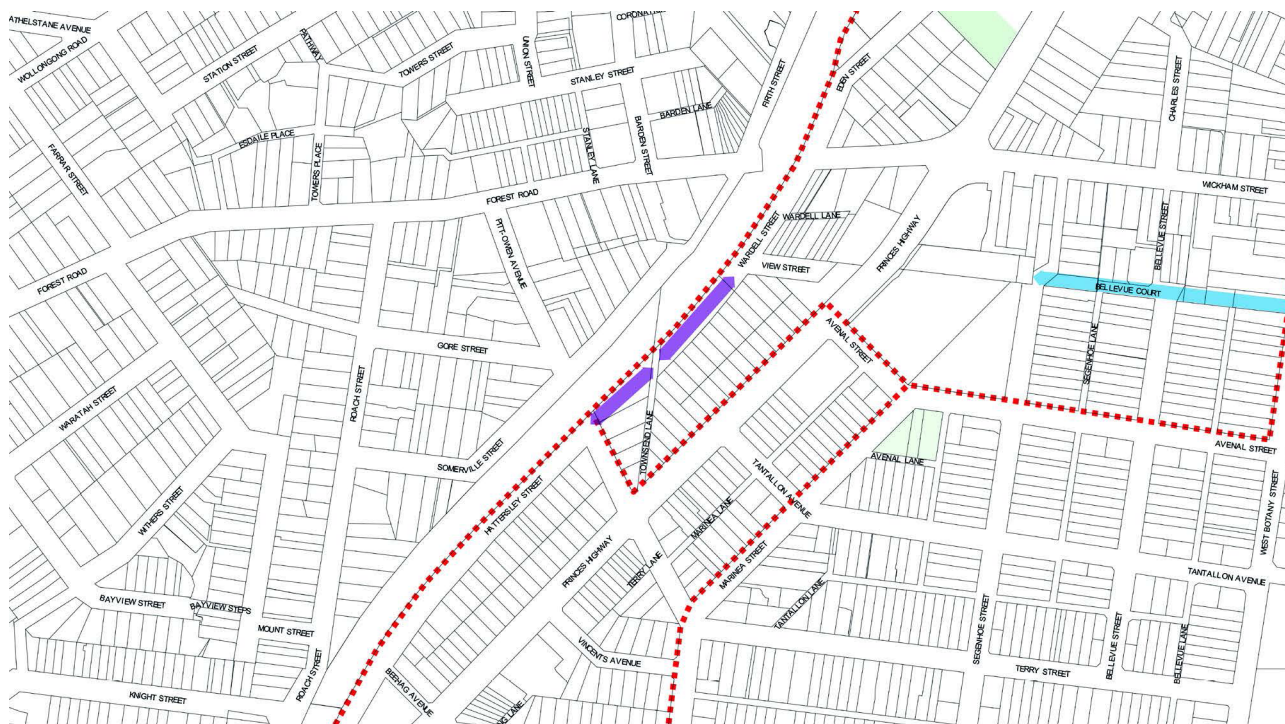 ATHELSTANE AVENUE
WOLLONGONG ROAD
STATION STREET
PATHWAY
TOWERS STREET
UNION STREET
STANLEY STREET
FIRTH STREET
EDEN STREET
CHARLES STREET
BARDEN LANE
BARDEN STREET
STANLEY LANE
ESDAILE PLACE
TOWERS PLACE
FARRAR STREET
FOREST ROAD
WICKHAM STREET
WARDELL LANE
WARDELL STREET
PRINCES HIGHWAY
BELLEVUE STREET
PITT-OWEN AVENUE
FOREST ROAD
VIEW STREET
BELLEVUE COURT
AVENAL STREET
SEGENHOE LANE
GORE STREET
ROACH STREET
WARATAH STREET
TOWNSEND LANE
SOMERVILLE STREET
AVENAL STREET
AVENAL LANE
TANTALLON AVENUE
WEST BOTANY STREET
HATTERSLEY STREET
MARINEA LANE
WITHERS STREET
PRINCES HIGHWAY
TERRY LANE
MARINEA STREET
TANTALLON AVENUE
TANTALLON LANE
BAYVIEW STREET
BAYVIEW STEPS
MOUNT STREET
SEGENHOE STREET
BELLEVUE STREET
BELLEVUE LANE
VINCENTS AVENUE
TERRY STREET
ROACH STREET
BEEHAG AVENUE
KNIGHT STREET
LANE